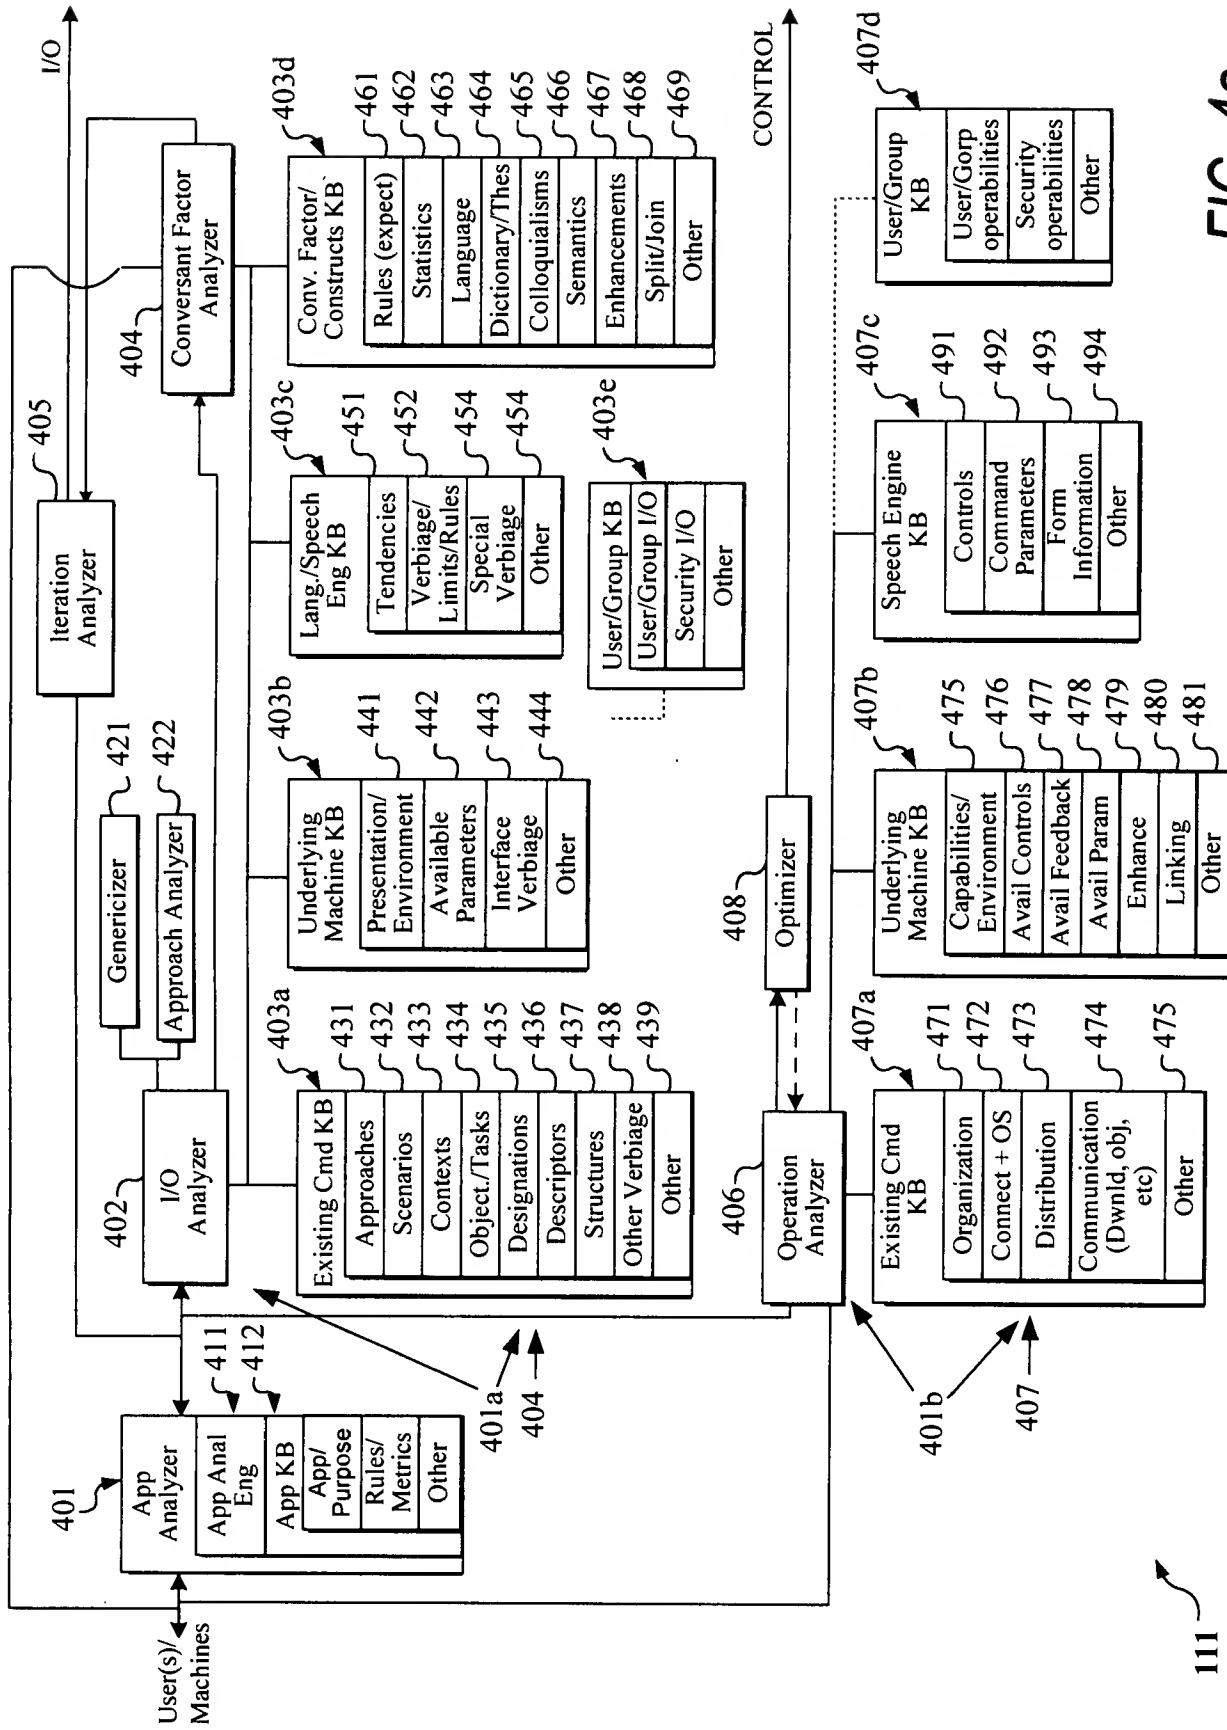 I/O
405
Iteration
Analyzer
404
Conversant Factor
Analyzer
421
Genericizer
422
Approach Analyzer
402
I/O
Analyzer
401
App
Analyzer
App Anal
Eng
411
App KB
412
App/
Purpose
Rules/
Metrics
Other
User(s)/
Machines
401a
404
403a
Existing Cmd KB
Approaches
431
Scenarios
432
Contexts
433
Object./Tasks
434
Designations
435
Descriptors
436
Structures
437
Other Verbiage
438
Other
439
403b
Underlying
Machine KB
Presentation/
Environment
441
Available
Parameters
442
Interface
Verbiage
443
Other
444
403c
Lang./Speech
Eng KB
Tendencies
451
Verbiage/
Limits/Rules
452
Special
Verbiage
454
Other
454
403d
Conv. Factor/
Constructs KB
Rules (expect)
461
Statistics
462
Language
463
Dictionary/Thes
464
Colloquialisms
465
Semantics
466
Enhancements
467
Split/Join
468
Other
469
403e
User/Group KB
User/Group I/O
Security I/O
Other
CONTROL
408
Optimizer
406
Operation
Analyzer
401b
407
407a
Existing Cmd
KB
Organization
471
Connect + OS
472
Distribution
473
Communication
(Dwnld, obj,
etc)
474
Other
475
407b
Underlying
Machine KB
Capabilities/
Environment
475
Avail Controls
476
Avail Feedback
477
Avail Param
478
Enhance
479
Linking
480
Other
481
407c
Speech Engine
KB
Controls
491
Command
Parameters
492
Form
Information
493
Other
494
407d
User/Group
KB
User/Gorp
operabilities
Security
operabilities
Other
111